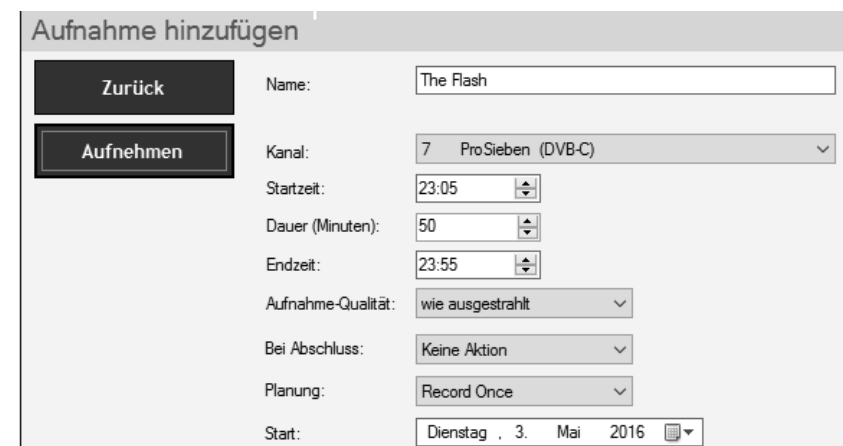 Aufnahme hinzufügen
Zurück
Name: The Flash
Aufnehmen
Kanal: 7 ProSieben (DVB-C)
Startzeit: 23:05
Dauer (Minuten): 50
Endzeit: 23:55
Aufnahme-Qualität: wie ausgestrahlt
Bei Abschluss: Keine Aktion
Planung: Record Once
Start: Dienstag , 3. Mai 2016